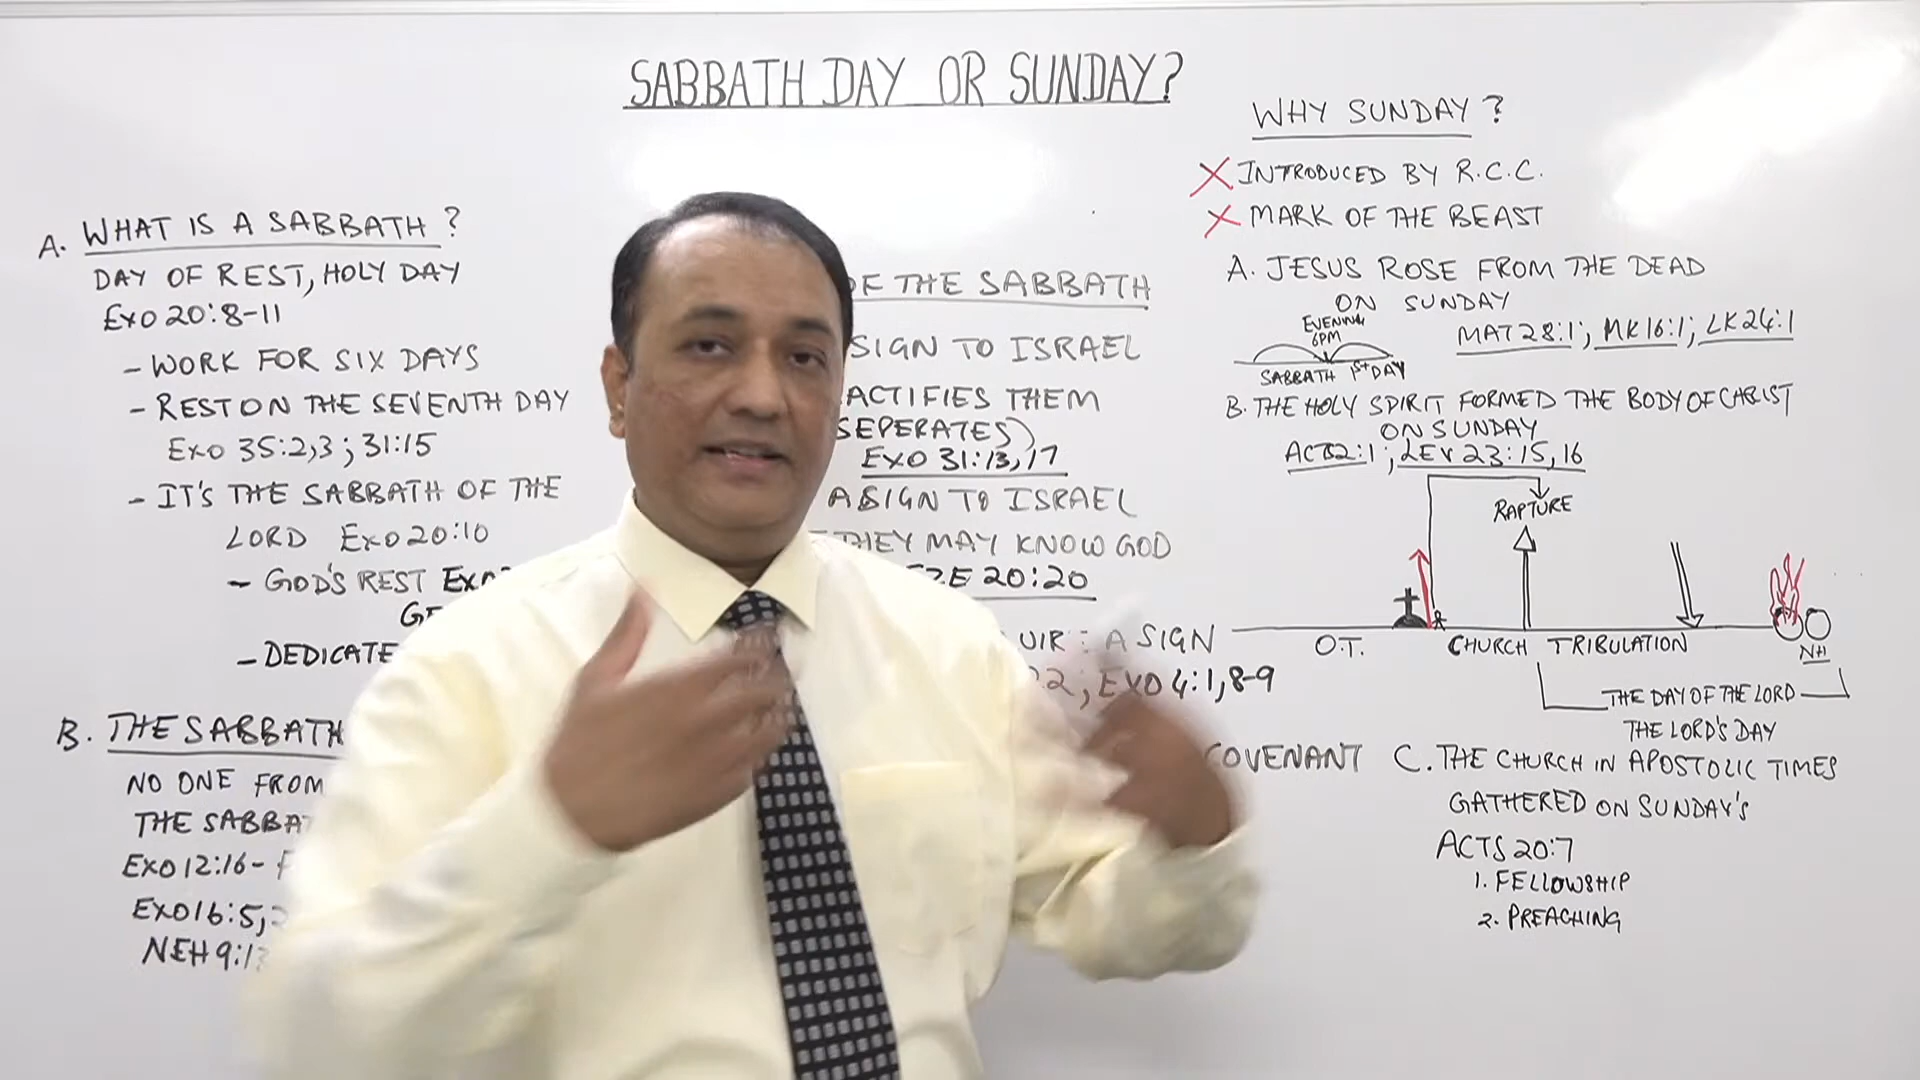 SABBATH DAY OR SUNDAY?
A. WHAT IS A SABBATH?
DAY OF REST, HOLY DAY
EXO 20:8-11
- WORK FOR SIX DAYS
- REST ON THE SEVENTH DAY
EXO 35:2,3 ; 31:15
- IT'S THE SABBATH OF THE
LORD EXO 20:10
- GOD'S REST
- DEDICATE
B. THE SABBATH
NO ONE FROM
THE
EXO 12:16-
EXO 16:5,
NEH 9:
OF THE SABBATH
SIGN TO ISRAEL
THEM
SEPERATES)
EXO 31:13,17
A SIGN TO ISRAEL
THEY MAY KNOW GOD
20:20
: A SIGN
, EXO 4:1,8-9
COVENANT
WHY SUNDAY?
X INTRODUCED BY R.C.C.
X MARK OF THE BEAST
A. JESUS ROSE FROM THE DEAD
ON SUNDAY
EVENING
6PM
MAT 28:1; MK 16:1; LK 24:1
SABBATH 1ST DAY
B. THE HOLY SPIRIT FORMED THE BODY OF CHRIST
ON SUNDAY
ACTS 2:1; LEV 23:15,16
RAPTURE
O.T. CHURCH TRIBULATION NH
THE DAY OF THE LORD
THE LORD'S DAY
C. THE CHURCH IN APOSTOLIC TIMES
GATHERED ON SUNDAY'S
ACTS 20:7
1. FELLOWSHIP
2. PREACHING